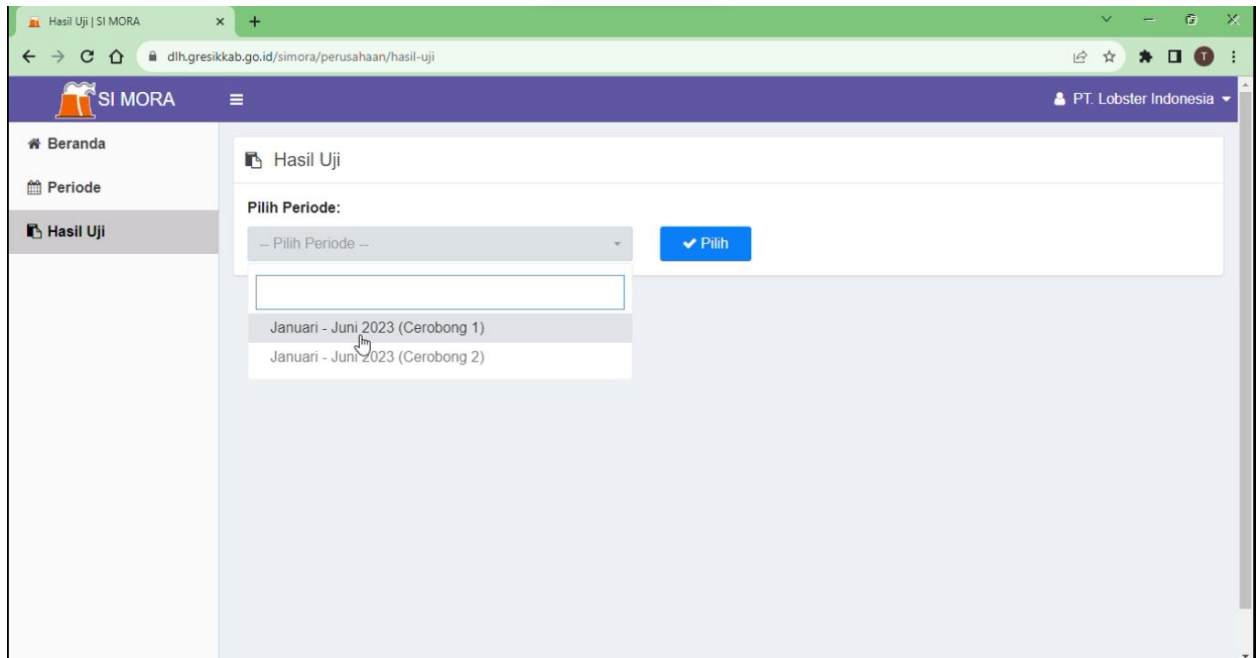 Hasil Uji | SI MORA
dlh.gresikkab.go.id/simora/perusahaan/hasil-uji
T
SI MORA
PT. Lobster Indonesia
Beranda
Periode
Hasil Uji
Hasil Uji
Pilih Periode:
-- Pilih Periode --
Pilih
Januari - Juni 2023 (Cerobong 1)
Januari - Juni 2023 (Cerobong 2)